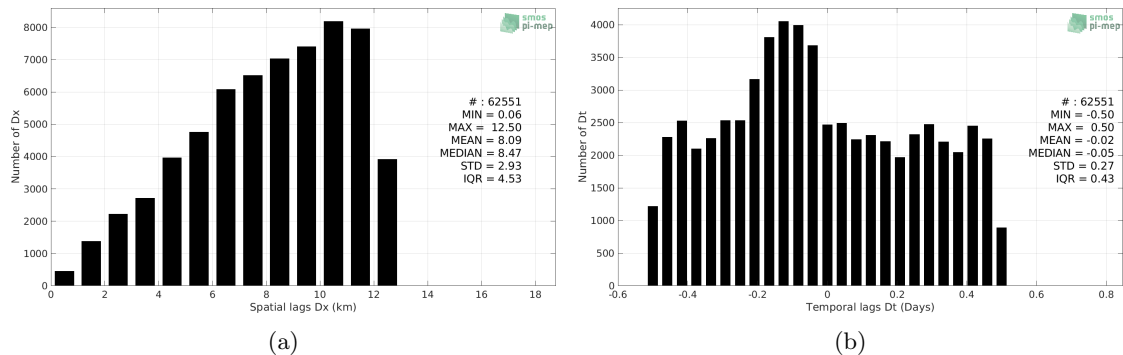 8000
7000
6000
5000
4000
3000
2000
1000
0
Number of Dx
smos
pi-mep
# : 62551
MIN = 0.06
MAX = 12.50
MEAN = 8.09
MEDIAN = 8.47
STD = 2.93
IQR = 4.53
0 2 4 6 8 10 12 14 16 18
Spatial lags Dx (km)
(a)
4000
3500
3000
2500
2000
1500
1000
500
0
Number of Dt
smos
pi-mep
# : 62551
MIN = -0.50
MAX = 0.50
MEAN = -0.02
MEDIAN = -0.05
STD = 0.27
IQR = 0.43
-0.6 -0.4 -0.2 0 0.2 0.4 0.6 0.8
Temporal lags Dt (Days)
(b)